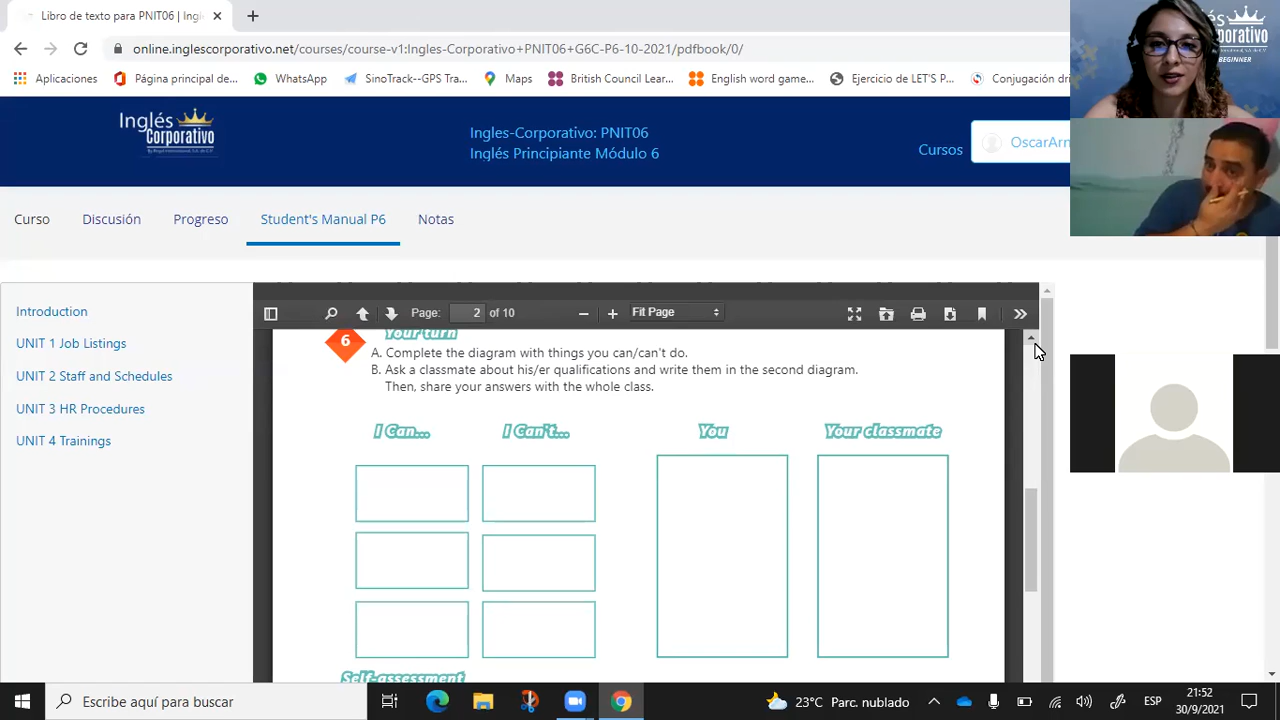 Libro de texto para PNIT06 | Ingl
online.inglescorporativo.net/courses/course-v1:Ingles-Corporativo+PNIT06+G6C-P6-10-2021/pdfbook/0/
Aplicaciones
Página principal de...
WhatsApp
SinoTrack--GPS Tra...
Maps
British Council Lear...
English word game...
Ejercicio de LET'S P...
Conjugación dri
BEGINNER
Inglés Corporativo
Ingles-Corporativo: PNIT06
Inglés Principiante Módulo 6
Cursos
OscarArn
Curso
Discusión
Progreso
Student's Manual P6
Notas
Introduction
UNIT 1 Job Listings
UNIT 2 Staff and Schedules
UNIT 3 HR Procedures
UNIT 4 Trainings
Page: 2 of 10
Fit Page
6
Your turn
A. Complete the diagram with things you can/can't do.
B. Ask a classmate about his/er qualifications and write them in the second diagram.
Then, share your answers with the whole class.
I Can...
I Can't...
You
Your classmate
Self-assessment
Escribe aquí para buscar
23°C Parc. nublado
ESP
21:52
30/9/2021